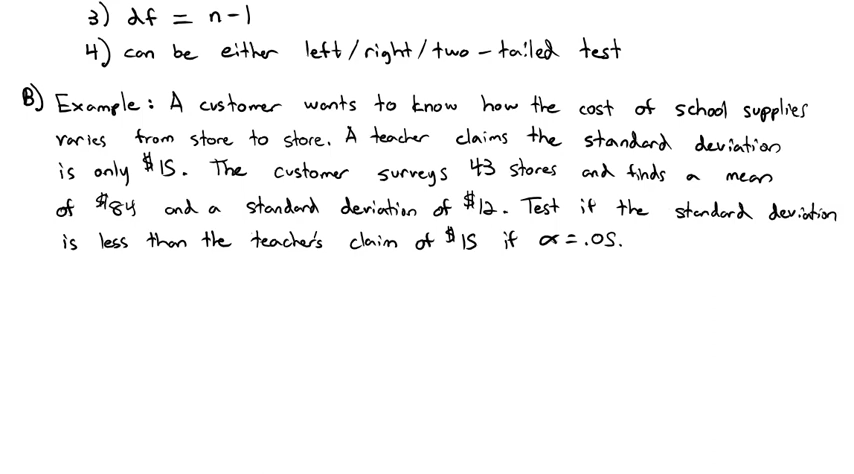 3) df = n-1
4) can be either left/right/two-tailed test
B) Example: A customer wants to know how the cost of school supplies
varies from store to store. A teacher claims the standard deviation
is only $15. The customer surveys 43 stores and finds a mean
of $84 and a standard deviation of $12. Test if the standard deviation
is less than the teacher's claim of $15 if α=.05.